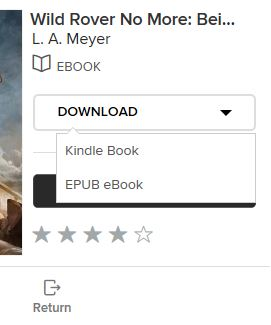 Wild Rover No More: Bei...
L. A. Meyer
EBOOK
DOWNLOAD
Kindle Book
EPUB eBook
Return